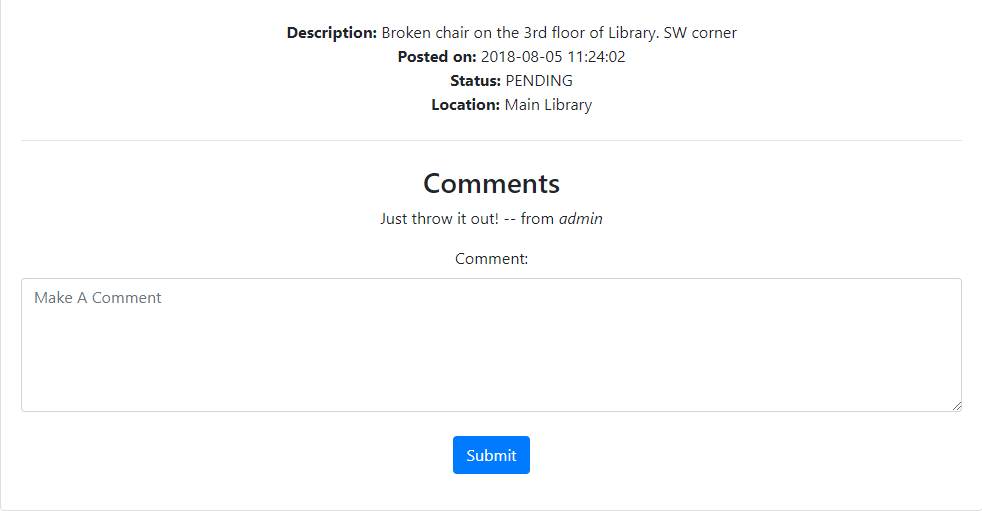 Description: Broken chair on the 3rd floor of Library. SW corner
Posted on: 2018-08-05 11:24:02
Status: PENDING
Location: Main Library
Comments
Just throw it out! -- from admin
Comment:
Make A Comment
Submit